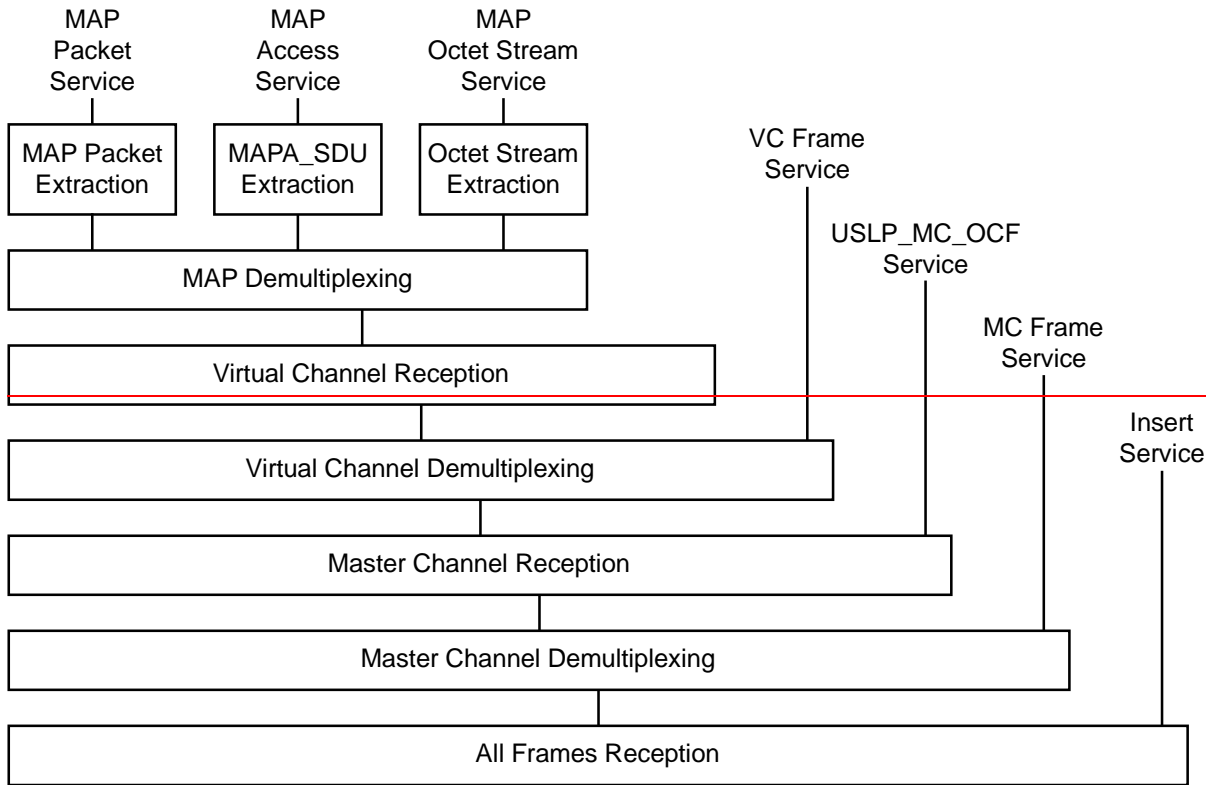 MAP
Packet
Service
MAP
Access
Service
MAP
Octet Stream
Service
MAP Packet
Extraction
MAPA_SDU
Extraction
Octet Stream
Extraction
VC Frame
Service
USLP_MC_OCF
Service
MAP Demultiplexing
MC Frame
Service
Virtual Channel Reception
Insert
Service
Virtual Channel Demultiplexing
Master Channel Reception
Master Channel Demultiplexing
All Frames Reception